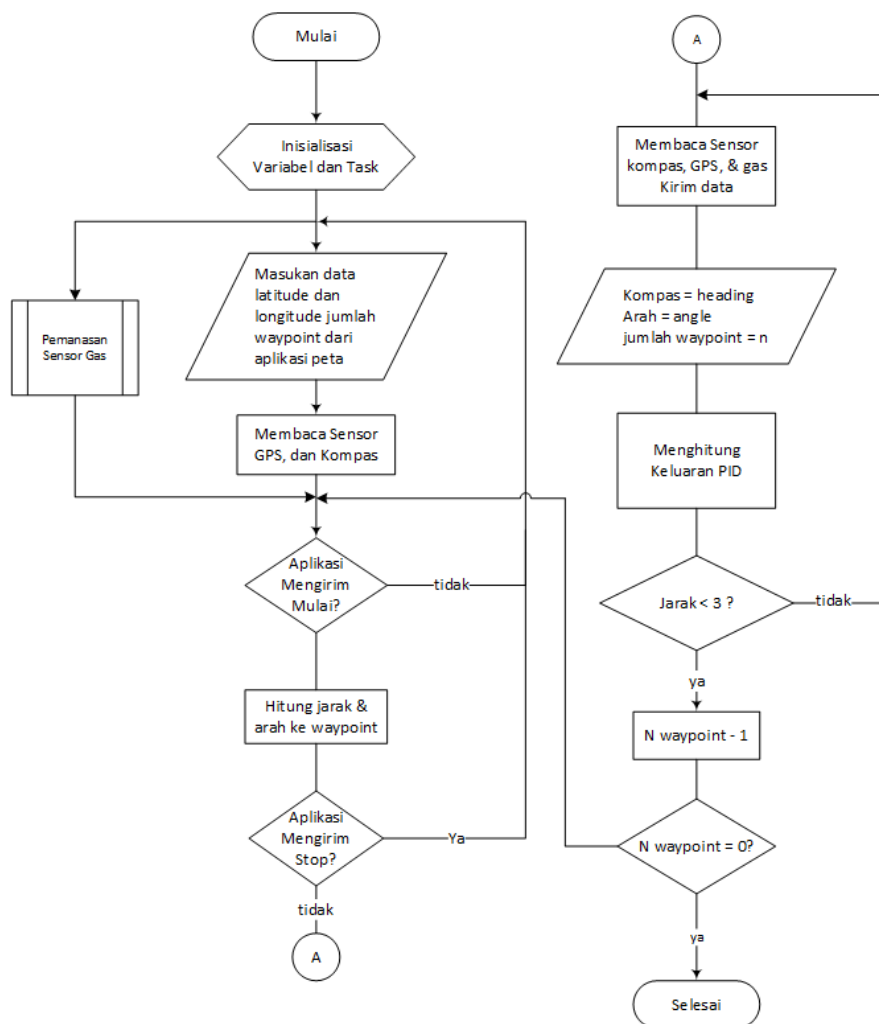 Mulai
Inisialisasi
Variabel dan Task
Masukan data
latitude dan
longitude jumlah
waypoint dari
aplikasi peta
Pemanasan
Sensor Gas
Membaca Sensor
GPS, dan Kompas
Aplikasi
Mengirim
Mulai?
tidak
Hitung jarak &
arah ke waypoint
Aplikasi
Mengirim
Stop?
Ya
tidak
A
A
Membaca Sensor
kompas, GPS, & gas
Kirim data
Kompas = heading
Arah = angle
jumlah waypoint = n
Menghitung
Keluaran PID
Jarak < 3 ?
tidak
ya
N waypoint - 1
N waypoint = 0?
ya
Selesai